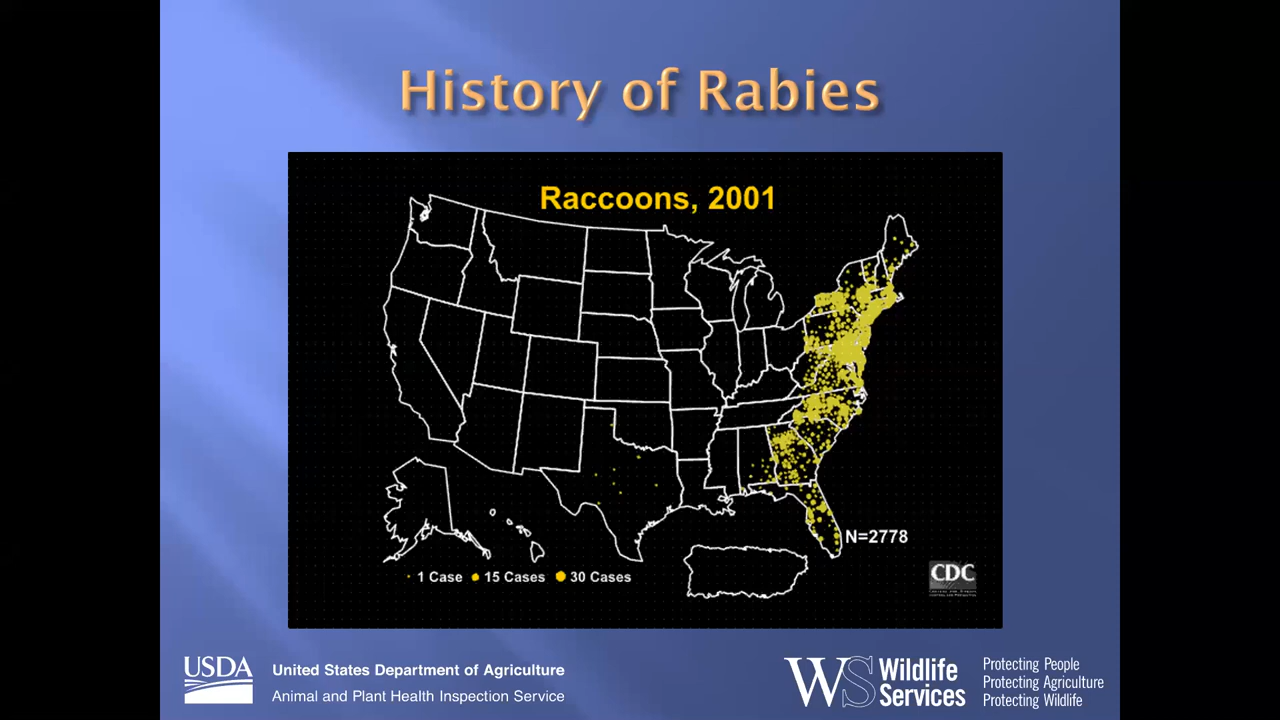 History of Rabies
Raccoons, 2001
N=2778
1 Case 15 Cases 30 Cases
CDC
USDA
United States Department of Agriculture
Animal and Plant Health Inspection Service
WS Wildlife Services
Protecting People
Protecting Agriculture
Protecting Wildlife